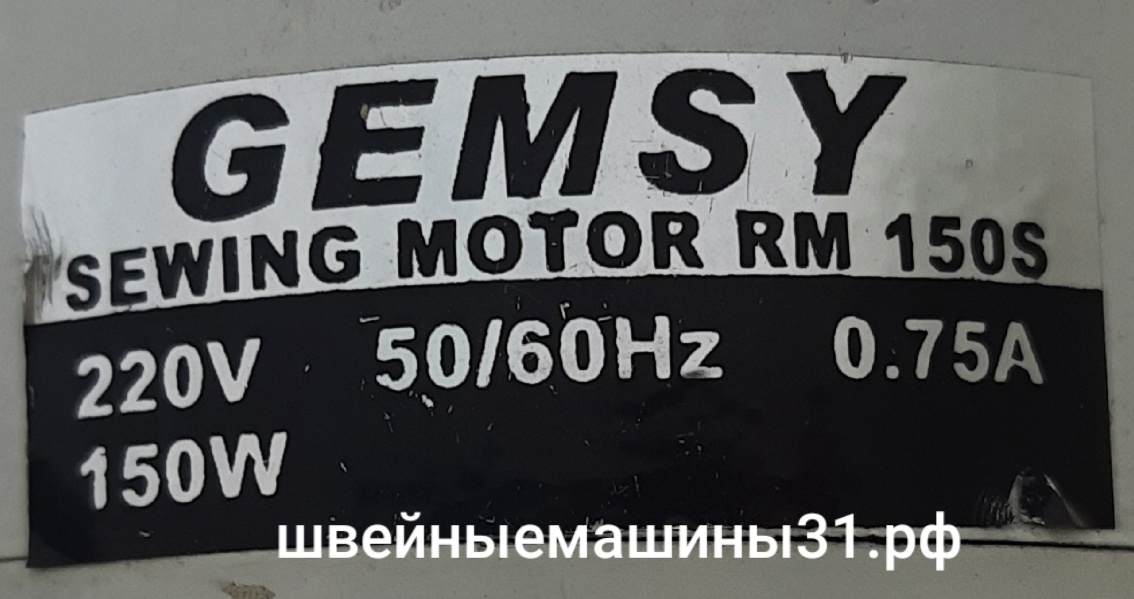 GEMSY
SEWING MOTOR RM 150S
220V 50/60Hz 0.75A
150W
швейныемашины31.рф